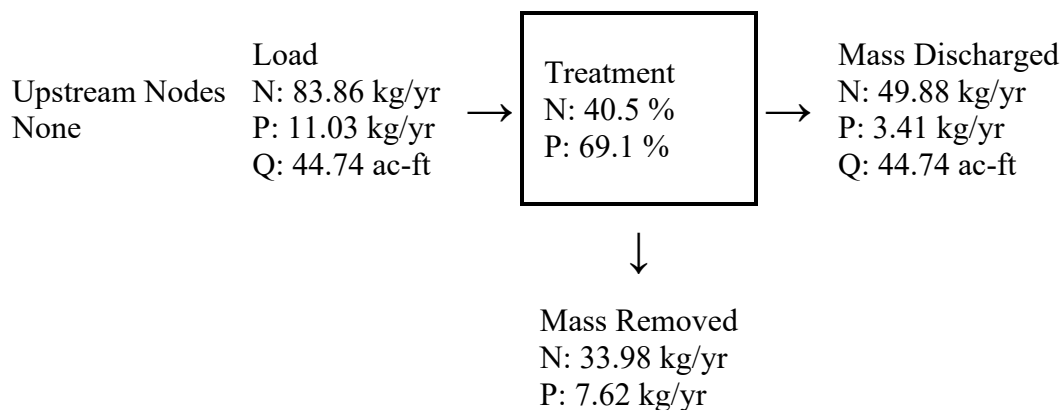 Upstream Nodes
None
Load
N: 83.86 kg/yr
P: 11.03 kg/yr
Q: 44.74 ac-ft
→
Treatment
N: 40.5 %
P: 69.1 %
→
Mass Discharged
N: 49.88 kg/yr
P: 3.41 kg/yr
Q: 44.74 ac-ft
↓
Mass Removed
N: 33.98 kg/yr
P: 7.62 kg/yr